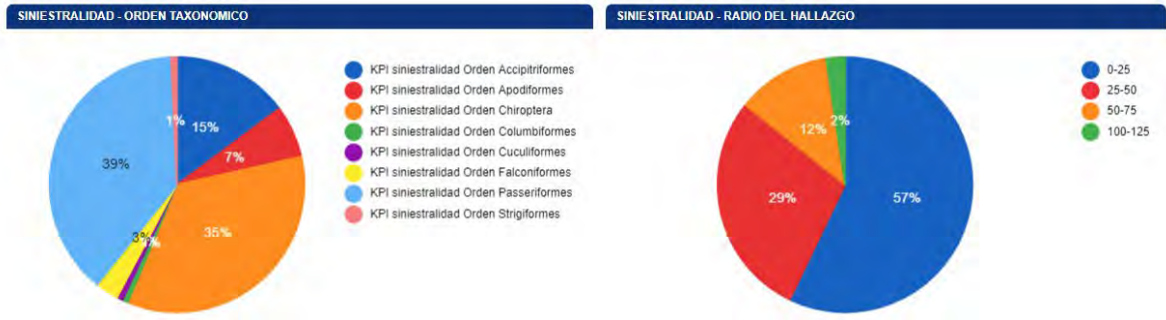 SINIESTRALIDAD - ORDEN TAXONOMICO
KPI siniestralidad Orden Accipitriformes
KPI siniestralidad Orden Apodiformes
KPI siniestralidad Orden Chiroptera
KPI siniestralidad Orden Columbiformes
KPI siniestralidad Orden Cuculiformes
KPI siniestralidad Orden Falconiformes
KPI siniestralidad Orden Passeriformes
KPI siniestralidad Orden Strigiformes
1%
15%
7%
39%
35%
3%
SINIESTRALIDAD - RADIO DEL HALLAZGO
0-25
25-50
50-75
100-125
2%
12%
29%
57%